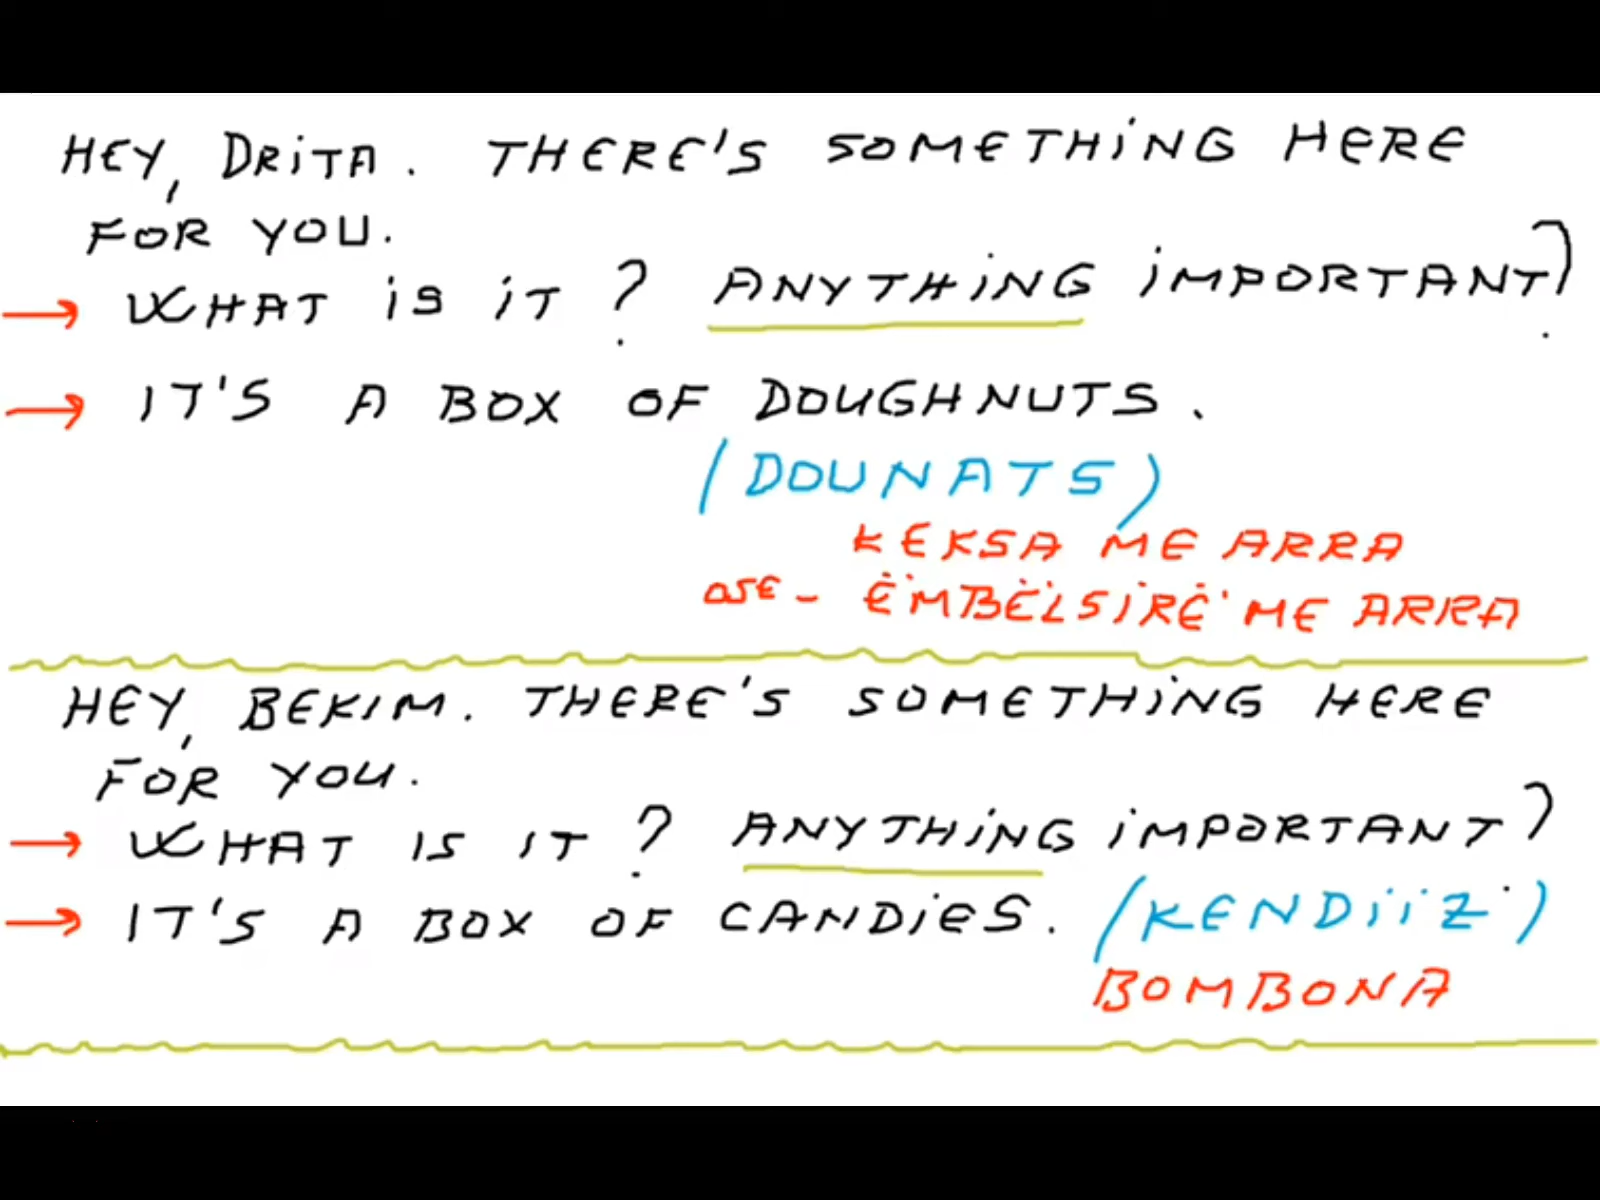 HEY, DRITA. THERE'S SOMETHING HERE
FOR YOU.
→ WHAT IS IT? ANYTHING IMPORTANT?
→ IT'S A BOX OF DOUGHNUTS.
(DOUNATS)
KEKSA ME ARRA
OSE - ËMBËLSIRË ME ARRA
HEY, BEKIM. THERE'S SOMETHING HERE
FOR YOU.
→ WHAT IS IT? ANYTHING IMPORTANT?
→ IT'S A BOX OF CANDIES. (KENDIIZ)
BOMBONA